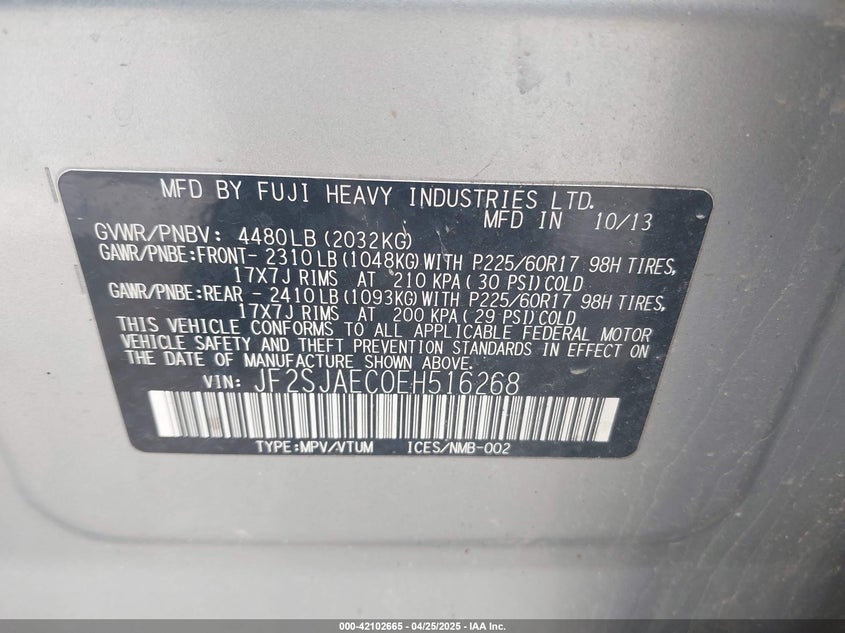 MFD BY FUJI HEAVY INDUSTRIES LTD.
MFD IN 10/13
GVWR/PNBV: 4480LB(2032KG)
GAWR/PNBE:FRONT- 2310LB(1048KG)WITH P225/60R17 98H TIRES,
17X7J RIMS AT 210 KPA( 30 PSI)COLD
GAWR/PNBE:REAR - 2410LB(1093KG)WITH P225/60R17 98H TIRES,
17X7J RIMS AT 200 KPA( 29 PSI)COLD
THIS VEHICLE CONFORMS TO ALL APPLICABLE FEDERAL MOTOR
VEHICLE SAFETY AND THEFT PREVENTION STANDARDS IN EFFECT ON
THE DATE OF MANUFACTURE SHOWN ABOVE.
VIN: JF2SJAEC0EH516268
TYPE:MPV/VTUM ICES/NMB-002
000-42102665 - 04/25/2025 - IAA Inc.